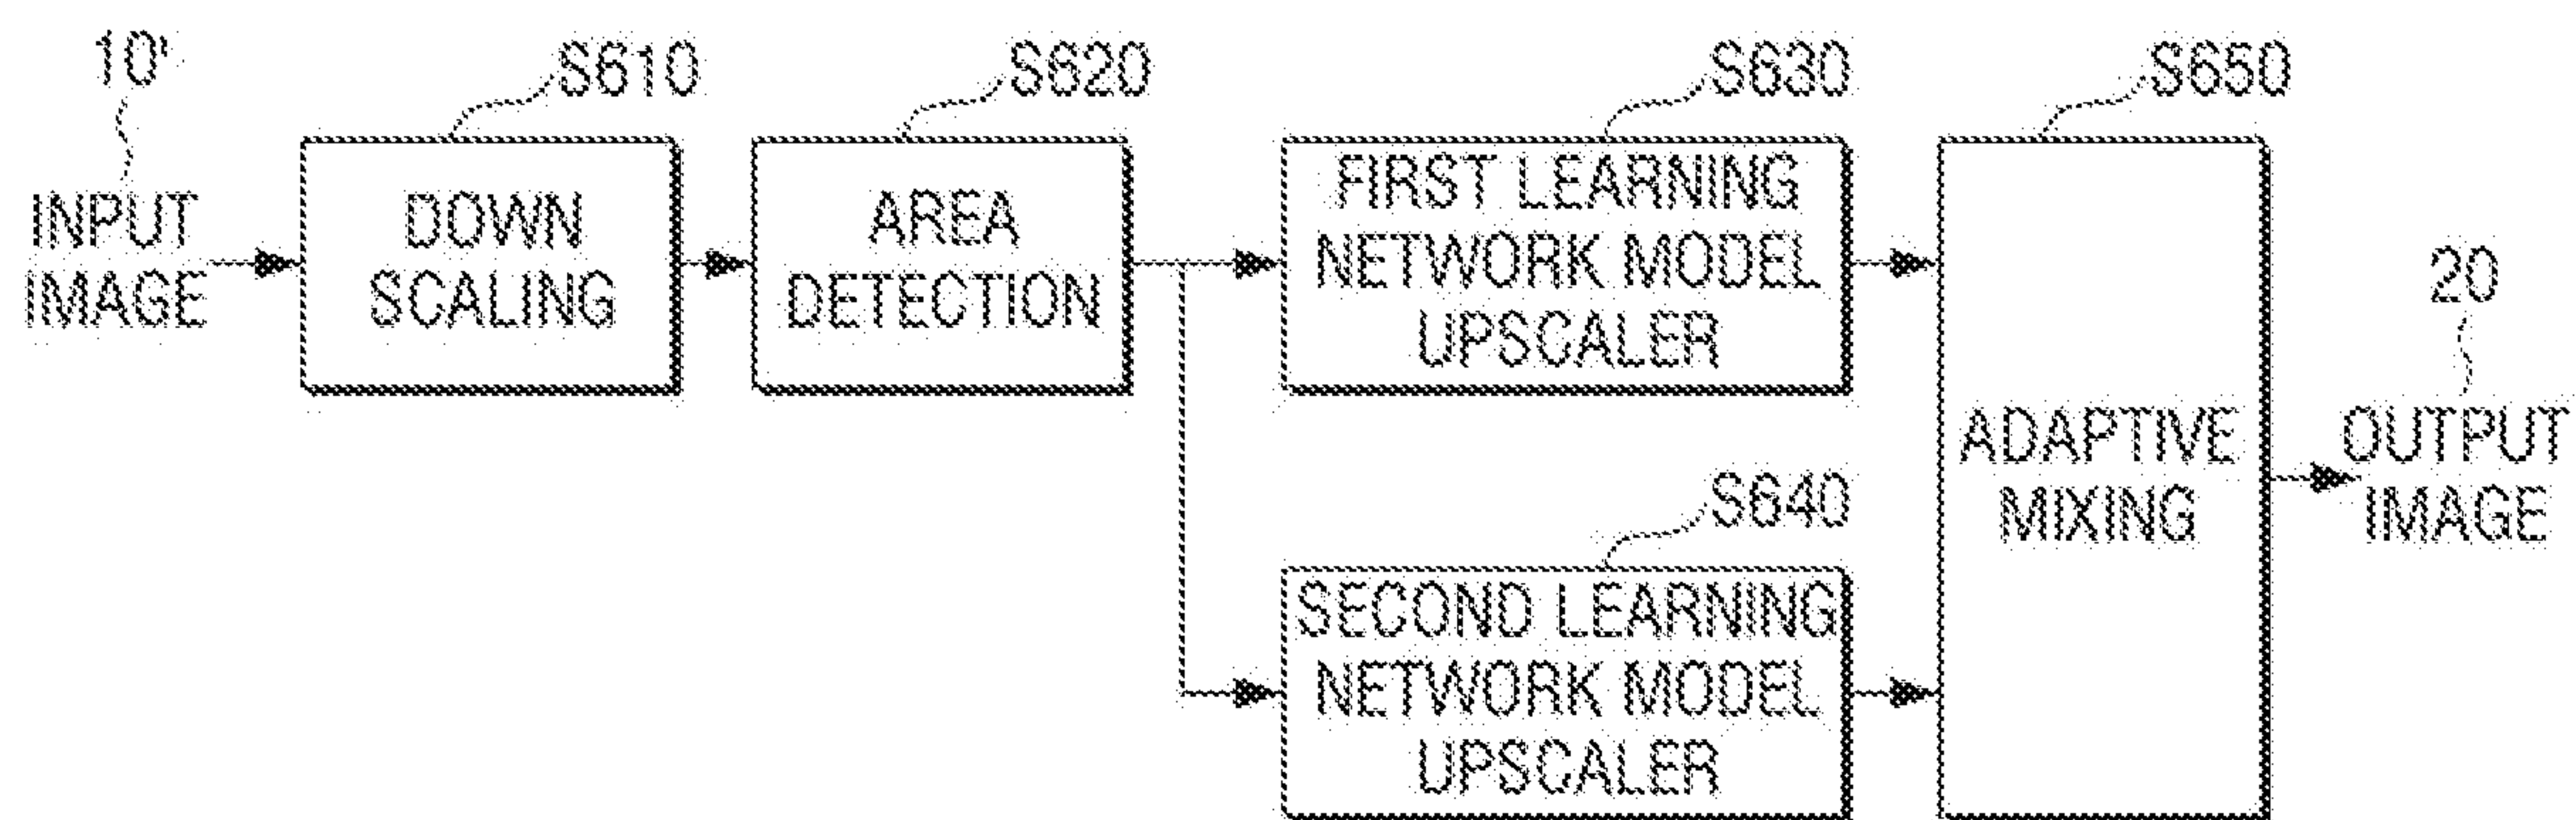 10'
S610
S620
S630
S650
INPUT
IMAGE
DOWN
SCALING
AREA
DETECTION
FIRST LEARNING
NETWORK MODEL
UPSCALER
20
ADAPTIVE
MIXING
OUTPUT
IMAGE
S640
SECOND LEARNING
NETWORK MODEL
UPSCALER